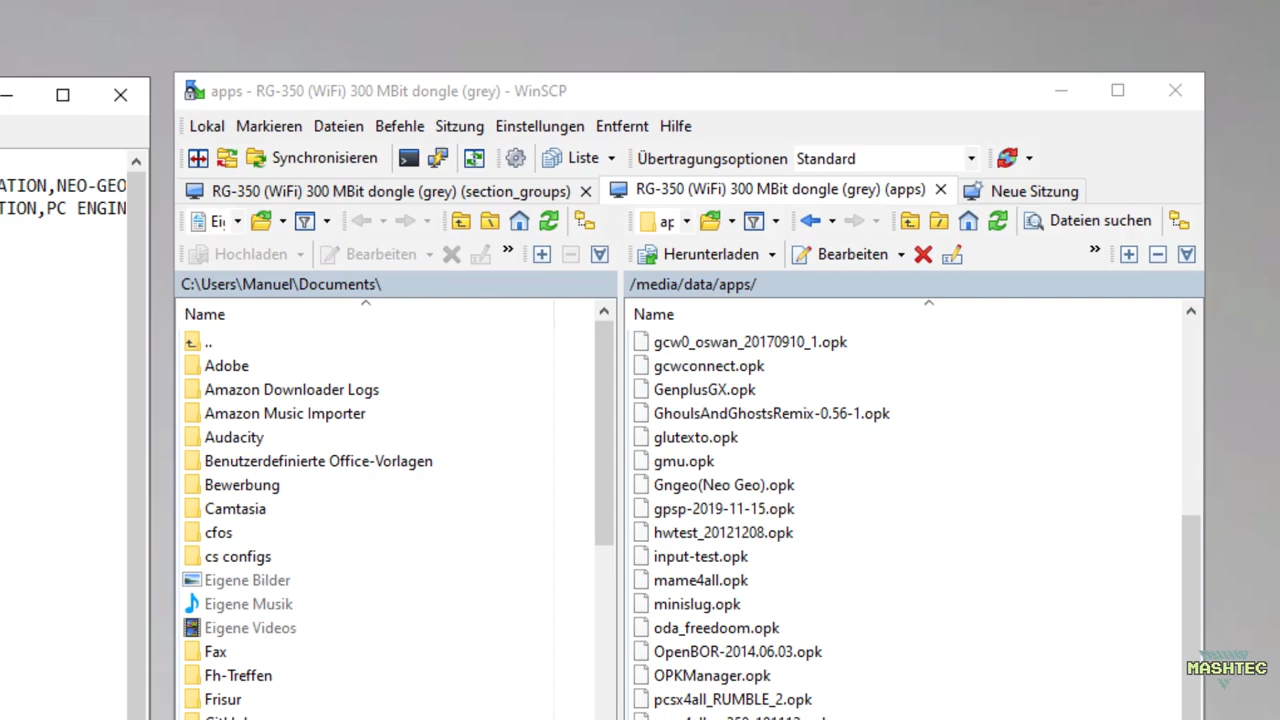 apps - RG-350 (WiFi) 300 MBit dongle (grey) - WinSCP
Lokal Markieren Dateien Befehle Sitzung Einstellungen Entfernt Hilfe
Synchronisieren Liste Übertragungsoptionen Standard
ATION,NEO-GEO
TION,PC ENGIN
RG-350 (WiFi) 300 MBit dongle (grey) (section_groups) RG-350 (WiFi) 300 MBit dongle (grey) (apps) Neue Sitzung
Ei ap Dateien suchen
Hochladen Bearbeiten » Herunterladen Bearbeiten »
C:\Users\Manuel\Documents\ /media/data/apps/
Name Name
.. gcw0_oswan_20170910_1.opk
Adobe gcwconnect.opk
Amazon Downloader Logs GenplusGX.opk
Amazon Music Importer GhoulsAndGhostsRemix-0.56-1.opk
Audacity glutexto.opk
Benutzerdefinierte Office-Vorlagen gmu.opk
Bewerbung Gngeo(Neo Geo).opk
Camtasia gpsp-2019-11-15.opk
cfos hwtest_20121208.opk
cs configs input-test.opk
Eigene Bilder mame4all.opk
Eigene Musik minislug.opk
Eigene Videos oda_freedoom.opk
Fax OpenBOR-2014.06.03.opk
Fh-Treffen OPKManager.opk
Frisur pcsx4all_RUMBLE_2.opk
MASHTEC